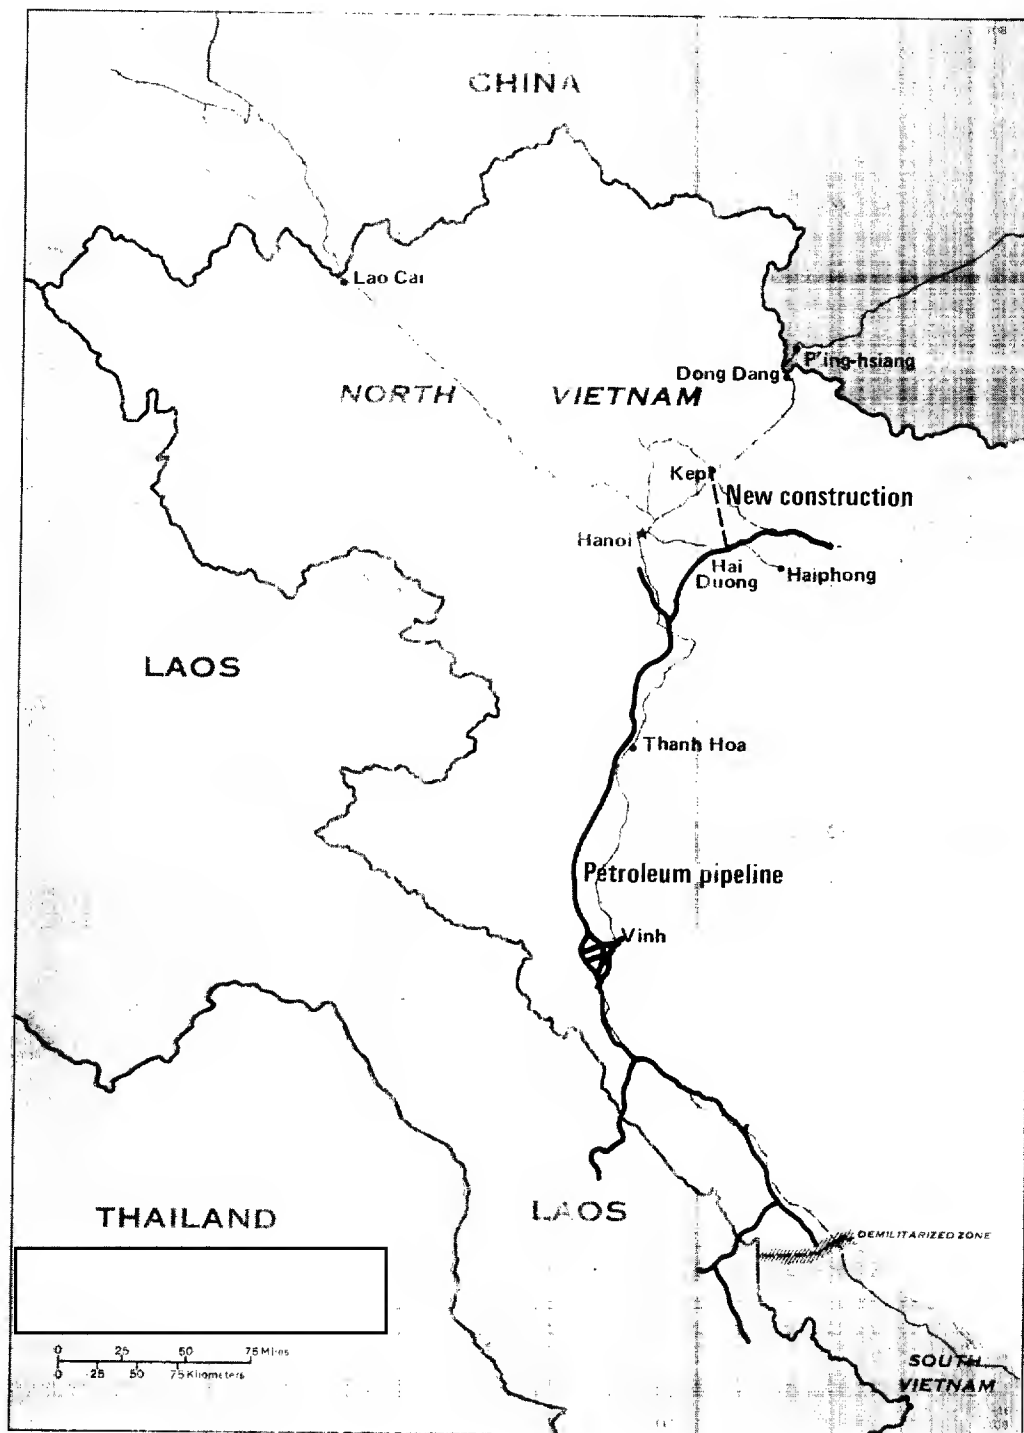 CHINA
Lao Cai
P'ing-hsiang
Dong Dang
NORTH VIETNAM
Kep
New construction
Hanoi
Hai
Duong
Haiphong
LAOS
Thanh Hoa
Petroleum pipeline
Vinh
THAILAND
LAOS
DEMILITARIZED ZONE
0 25 50 75 Miles
0 25 50 75 Kilometers
SOUTH
VIETNAM